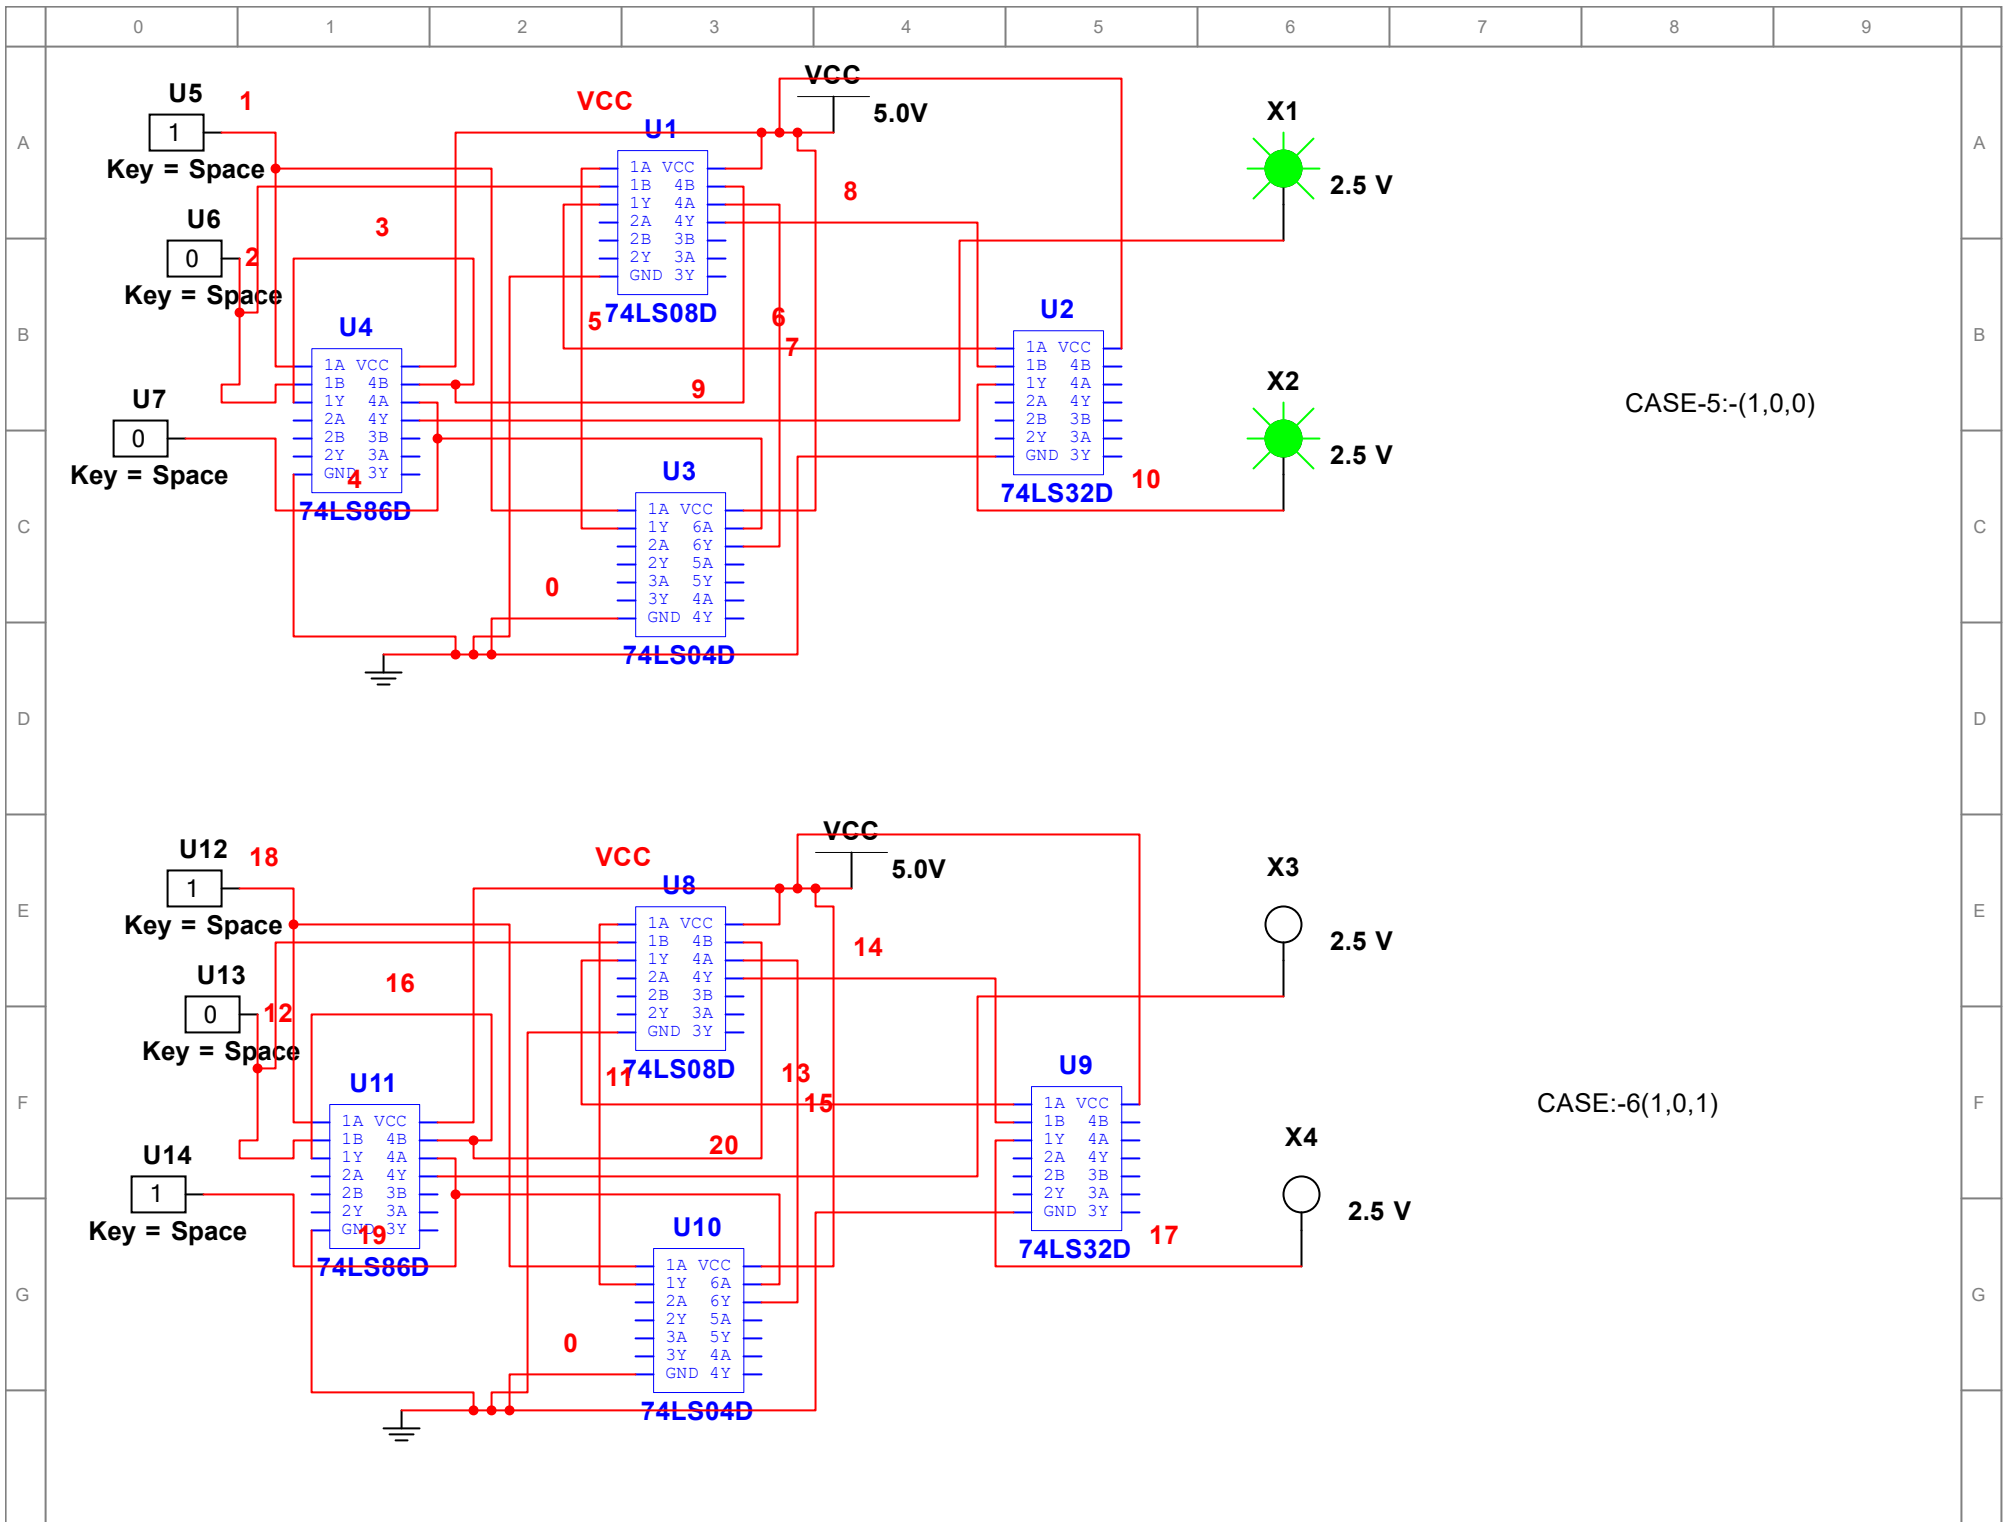 0 1 2 3 4 5 6 7 8 9
A A
B B
C C
D D
E E
F F
G G
U5
1
1
Key = Space
U6
0
2
Key = Space
U7
0
Key = Space
3
U4
1A VCC
1B 4B
1Y 4A
2A 4Y
2B 3B
2Y 3A
GND 3Y
4
74LS86D
VCC
U1
1A VCC
1B 4B
1Y 4A
2A 4Y
2B 3B
2Y 3A
GND 3Y
74LS08D
VCC
5.0V
8
5
6
7
9
U3
1A VCC
1Y 6A
2A 6Y
2Y 5A
3A 5Y
3Y 4A
GND 4Y
74LS04D
0
U2
1A VCC
1B 4B
1Y 4A
2A 4Y
2B 3B
2Y 3A
GND 3Y
74LS32D
10
X1
2.5 V
X2
2.5 V
CASE-5:-(1,0,0)
U12
1
18
Key = Space
U13
0
12
Key = Space
U14
1
Key = Space
16
U11
1A VCC
1B 4B
1Y 4A
2A 4Y
2B 3B
2Y 3A
GND 3Y
19
74LS86D
VCC
U8
1A VCC
1B 4B
1Y 4A
2A 4Y
2B 3B
2Y 3A
GND 3Y
74LS08D
VCC
5.0V
14
11
13
15
20
U10
1A VCC
1Y 6A
2A 6Y
2Y 5A
3A 5Y
3Y 4A
GND 4Y
74LS04D
0
U9
1A VCC
1B 4B
1Y 4A
2A 4Y
2B 3B
2Y 3A
GND 3Y
74LS32D
17
X3
2.5 V
X4
2.5 V
CASE:-6(1,0,1)